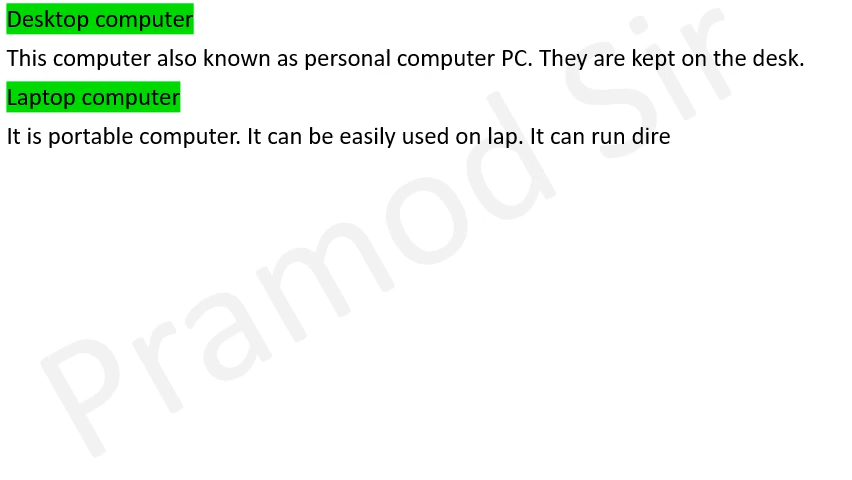 Desktop computer
This computer also known as personal computer PC. They are kept on the desk.
Laptop computer
It is portable computer. It can be easily used on lap. It can run dire
Pramod Sir